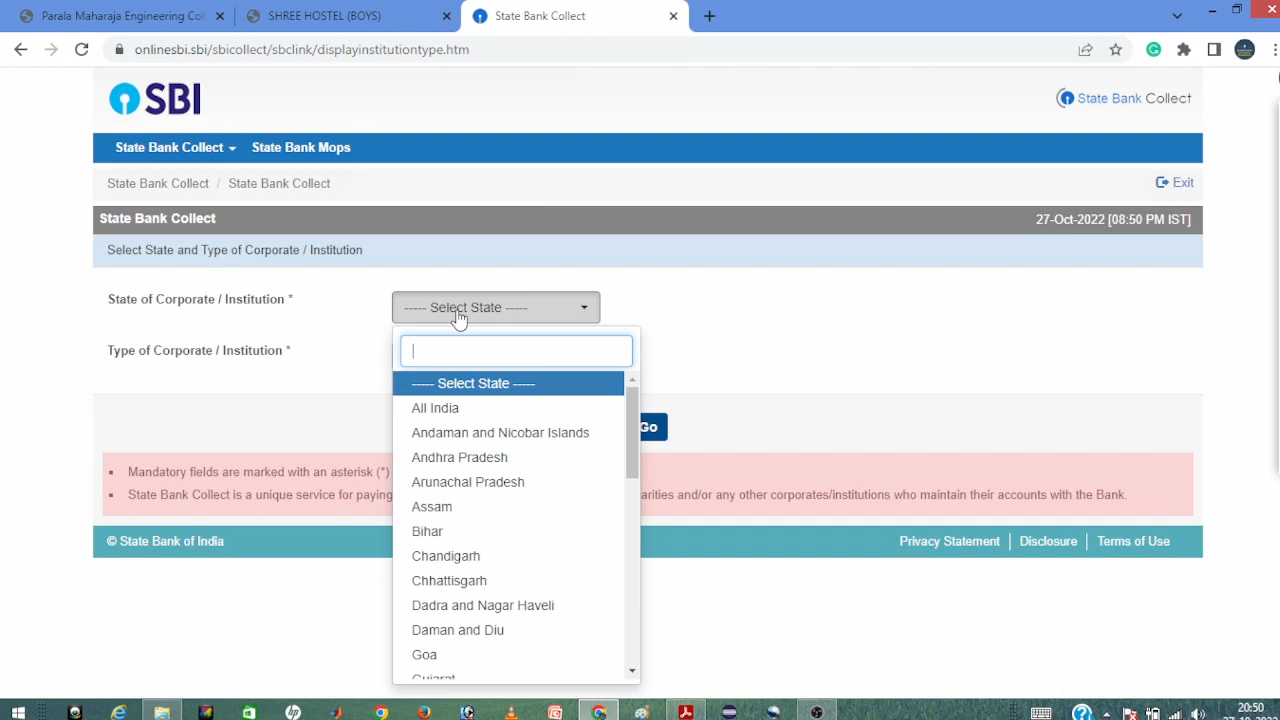 Parala Maharaja Engineering Coll
SHREE HOSTEL (BOYS)
State Bank Collect
onlinesbi.sbi/sbicollect/sbclink/displayinstitutiontype.htm
SBI
State Bank Collect
State Bank Collect
State Bank Mops
State Bank Collect / State Bank Collect
Exit
State Bank Collect
27-Oct-2022 [08:50 PM IST]
Select State and Type of Corporate / Institution
State of Corporate / Institution *
----- Select State -----
Type of Corporate / Institution *
----- Select State -----
All India
Andaman and Nicobar Islands
Andhra Pradesh
Arunachal Pradesh
Assam
Bihar
Chandigarh
Chhattisgarh
Dadra and Nagar Haveli
Daman and Diu
Goa
Gujarat
Go
Mandatory fields are marked with an asterisk (*)
State Bank Collect is a unique service for paying arities and/or any other corporates/institutions who maintain their accounts with the Bank.
© State Bank of India
Privacy Statement
Disclosure
Terms of Use
20:50